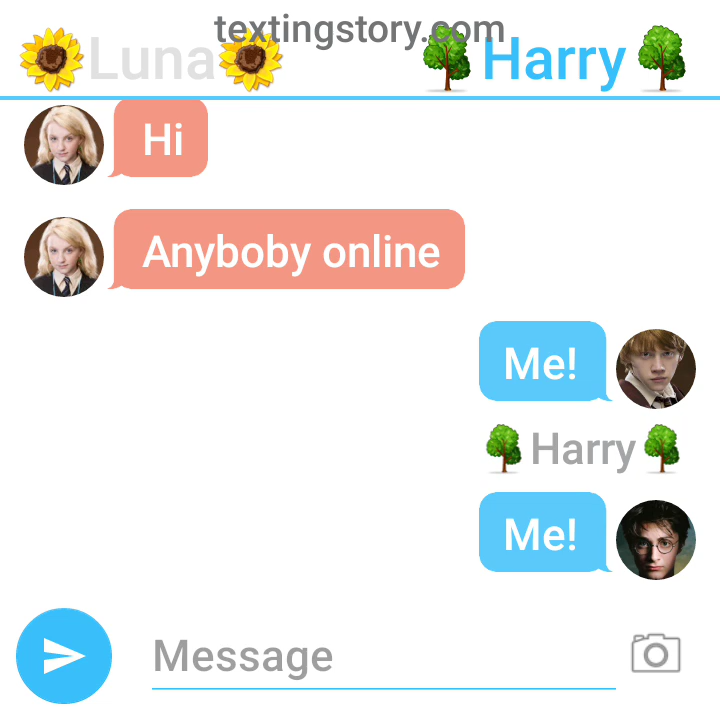 textingstory.com
🌻Luna🌻 🌳Harry🌳
Hi
Anyboby online
Me!
🌳Harry🌳
Me!
Message